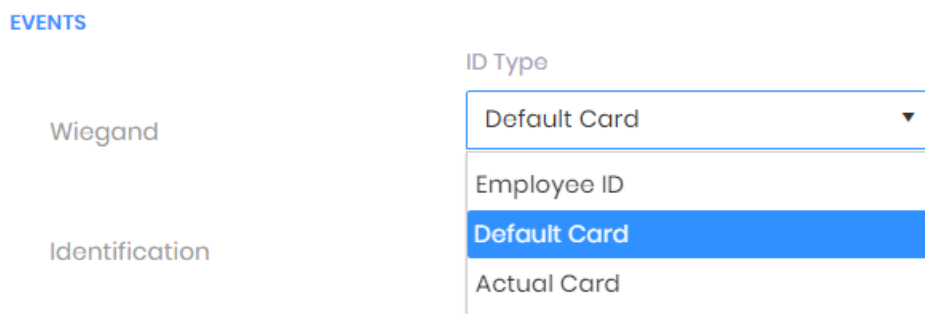 EVENTS
ID Type
Wiegand
Default Card
Employee ID
Identification
Default Card
Actual Card